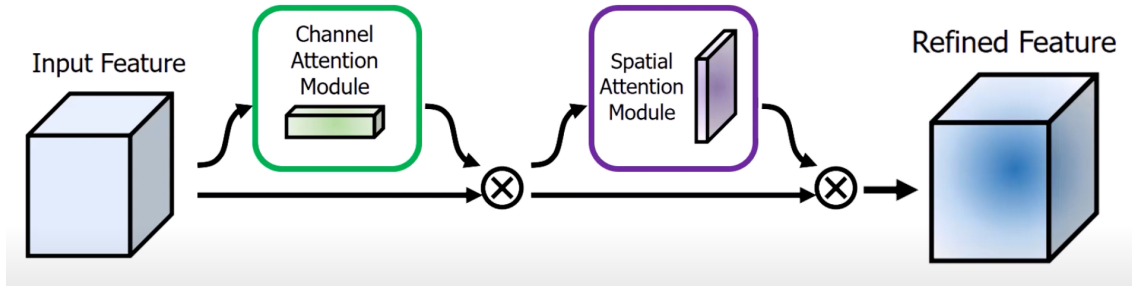 Input Feature
Channel
Attention
Module
Spatial
Attention
Module
Refined Feature